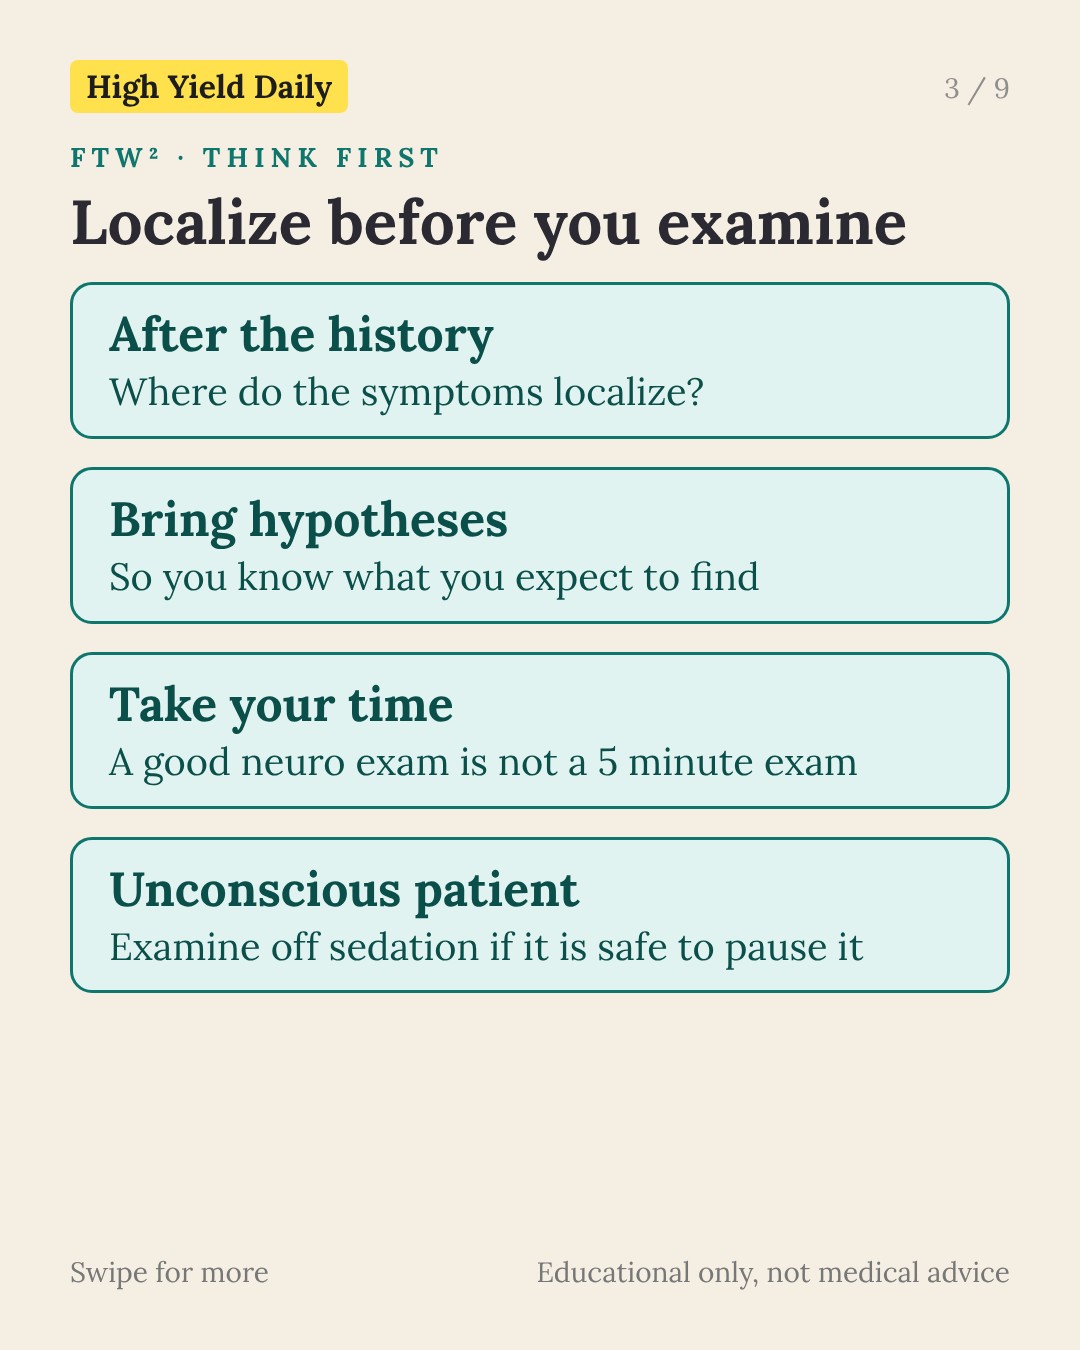 High Yield Daily
3 / 9
FTW² · THINK FIRST
Localize before you examine
After the history
Where do the symptoms localize?
Bring hypotheses
So you know what you expect to find
Take your time
A good neuro exam is not a 5 minute exam
Unconscious patient
Examine off sedation if it is safe to pause it
Swipe for more
Educational only, not medical advice